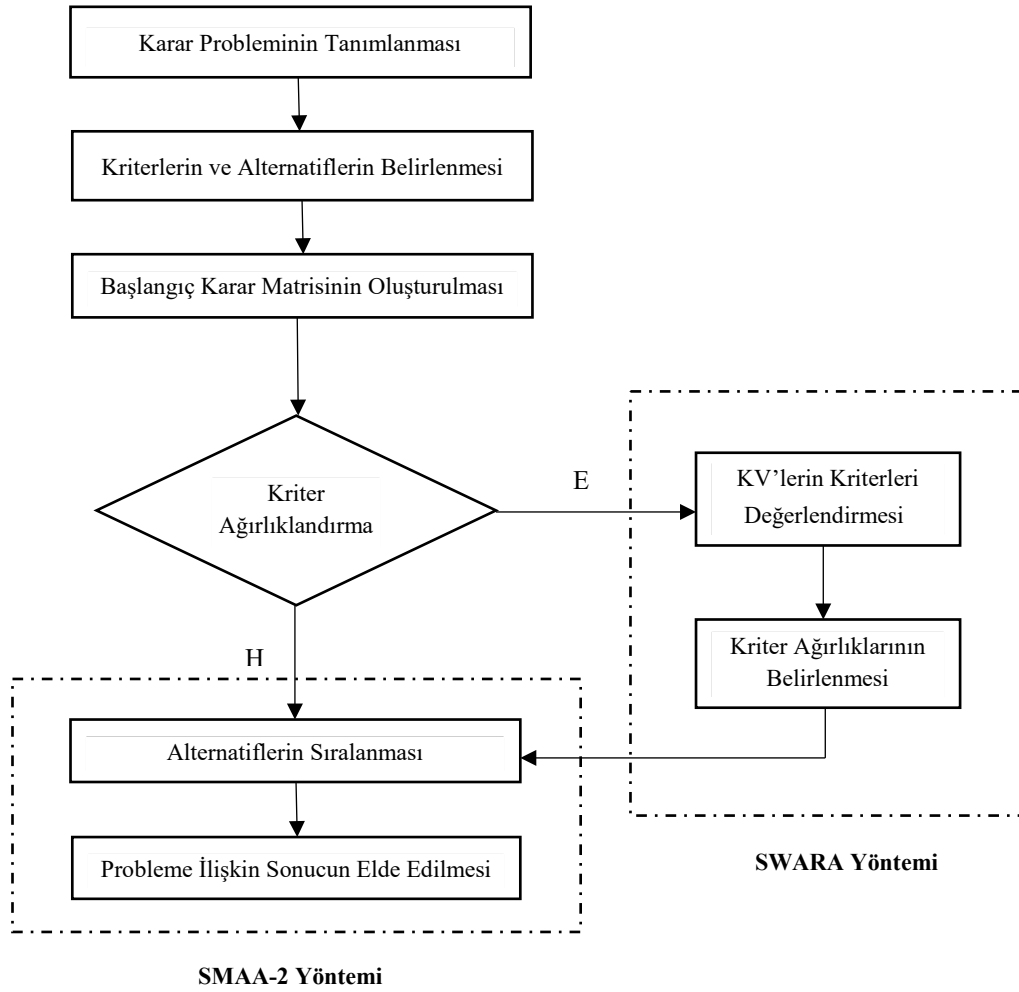 Karar Probleminin Tanımlanması
Kriterlerin ve Alternatiflerin Belirlenmesi
Başlangıç Karar Matrisinin Oluşturulması
Kriter
Ağırlıklandırma
E
KV’lerin Kriterleri
Değerlendirmesi
Kriter Ağırlıklarının
Belirlenmesi
H
Alternatiflerin Sıralanması
Probleme İlişkin Sonucun Elde Edilmesi
SWARA Yöntemi
SMAA-2 Yöntemi